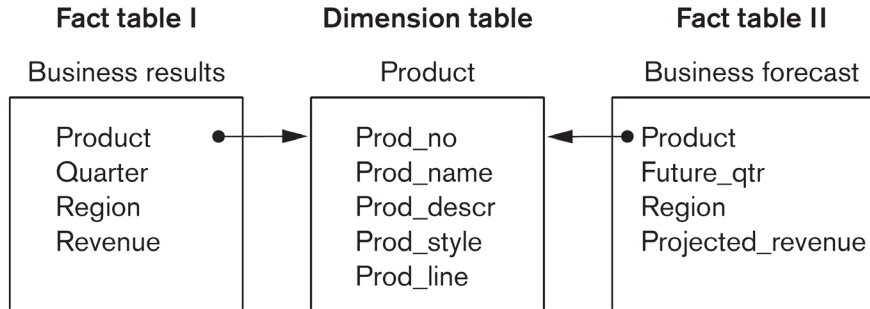 Fact table I
Dimension table
Fact table II
Business results
Product
Business forecast
Product
Quarter
Region
Revenue
Prod_no
Prod_name
Prod_descr
Prod_style
Prod_line
Product
Future_qtr
Region
Projected_revenue